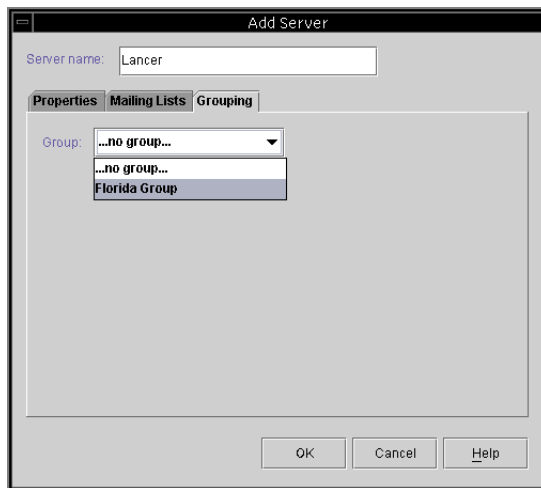 Add Server
Server name: Lancer
Properties Mailing Lists Grouping
Group: ...no group...
...no group...
Florida Group
OK Cancel Help